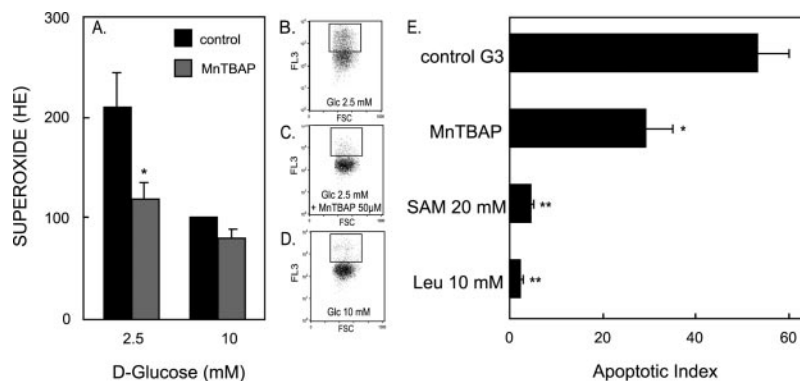 A.
300
200
100
0
SUPEROXIDE (HE)
control
MnTBAP
*
2.5
10
D-Glucose (mM)
B.
FL3
Glc 2.5 mM
FSC
C.
FL3
Glc 2.5 mM
+ MnTBAP 50µM
FSC
D.
FL3
Glc 10 mM
FSC
E.
control G3
MnTBAP
*
SAM 20 mM
**
Leu 10 mM
**
0
20
40
60
Apoptotic Index